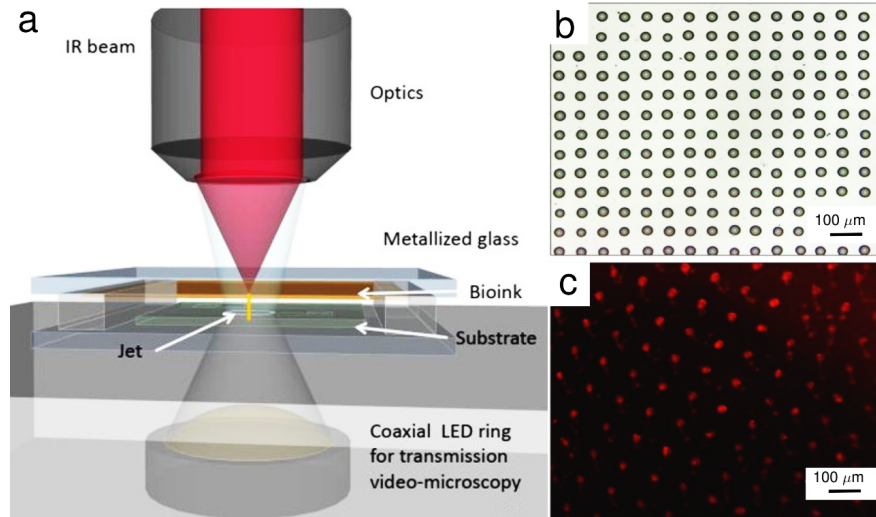 a
IR beam
Optics
Metallized glass
Bioink
Jet
Substrate
Coaxial LED ring
for transmission
video-microscopy
b
100 μm
c
100 μm